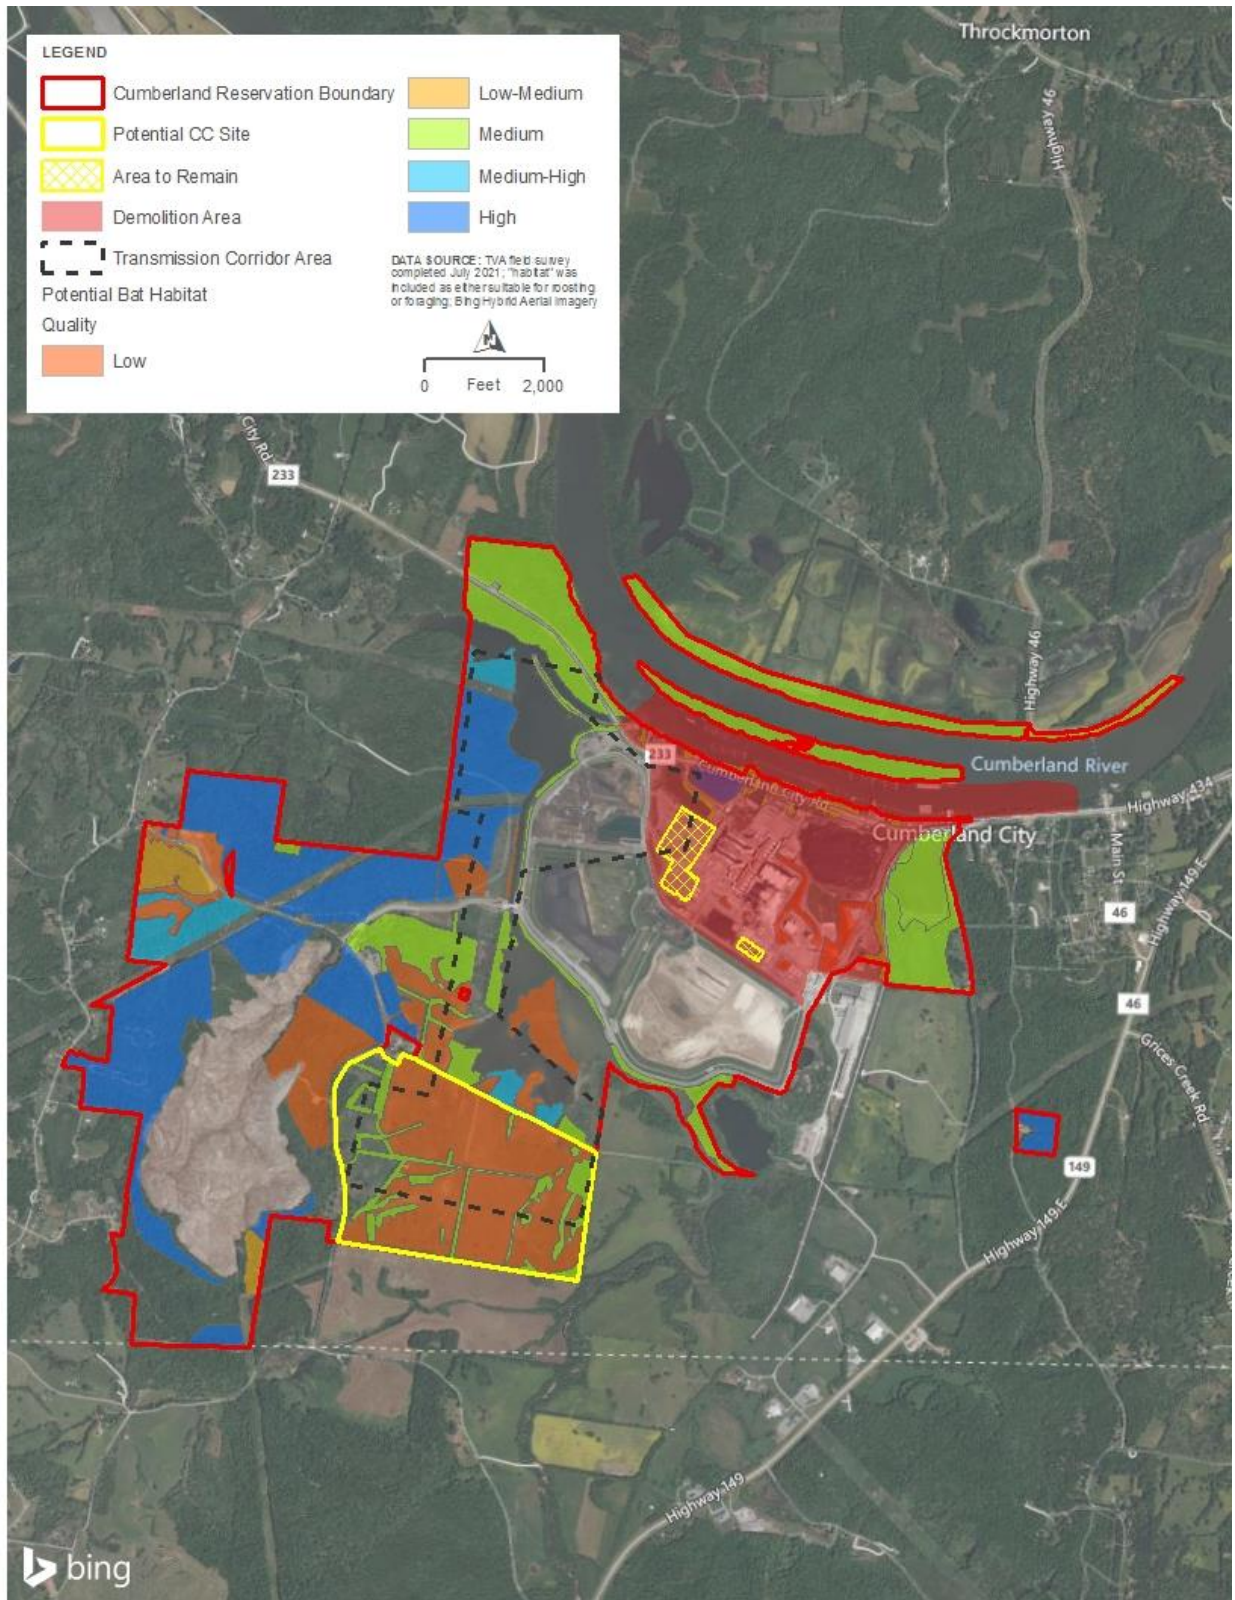 LEGEND
Cumberland Reservation Boundary
Potential CC Site
Area to Remain
Demolition Area
Transmission Corridor Area
Potential Bat Habitat
Quality
Low
Low-Medium
Medium
Medium-High
High
DATA SOURCE: TVA field survey
completed July 2021; "habitat" was
included as either suitable for roosting
or foraging; Bing Hybrid Aerial Imagery
N
0 Feet 2,000
Throckmorton
Highway 46
City Rd
233
Highway 46
233
Cumberland City Rd
Cumberland River
Highway 434
Cumberland City
Main St
46
Highway 149 E
46
Grices Creek Rd
149
Highway 149 E
Highway 149
bing